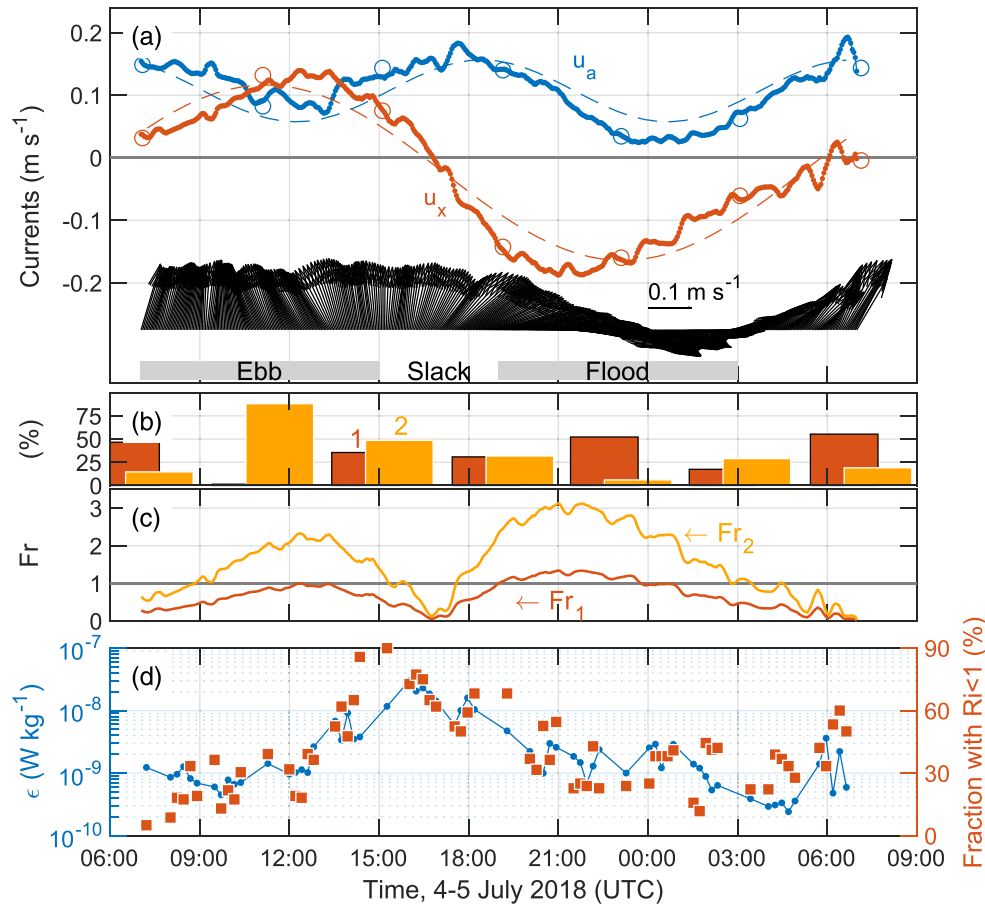 (a)
0.2
0.1
0
-0.1
-0.2
Currents (m s⁻¹)
uₐ
uₓ
0.1 m s⁻¹
Ebb Slack Flood
(b)
75
50
25
0
(%)
1 2
(c)
3
2
1
0
Fr
← Fr₂
← Fr₁
(d)
10⁻⁷
10⁻⁸
10⁻⁹
10⁻¹⁰
ϵ (W kg⁻¹)
90
60
30
0
Fraction with Ri<1 (%)
06:00 09:00 12:00 15:00 18:00 21:00 00:00 03:00 06:00 09:00
Time, 4-5 July 2018 (UTC)